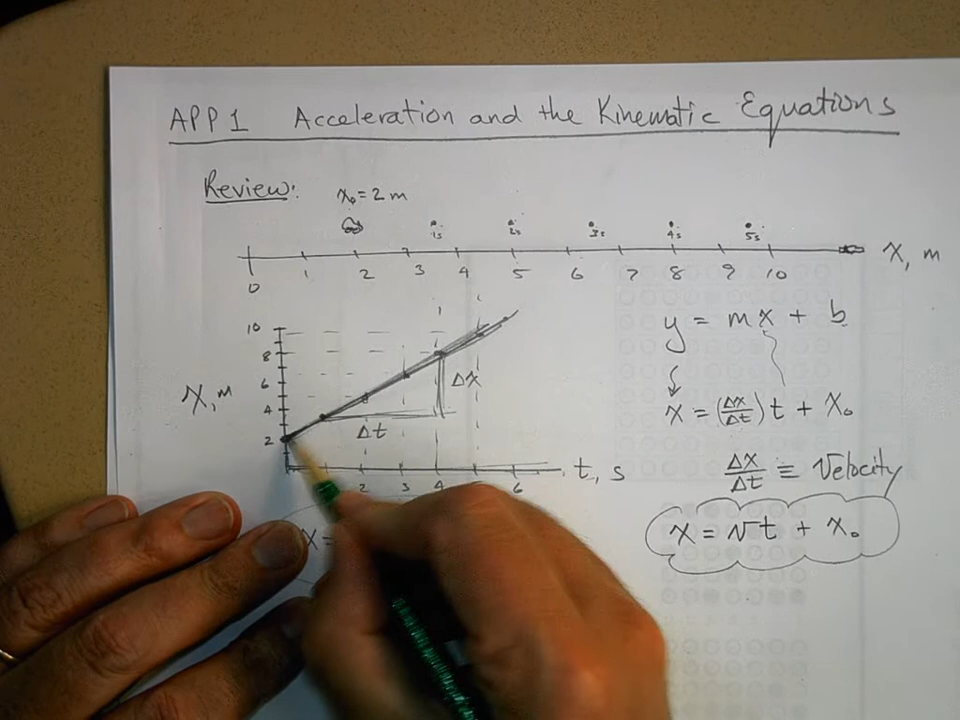 APP 1 Acceleration and the Kinematic Equations
Review: x₀ = 2 m
1s 2s 3s 4s 5s
0 1 2 3 4 5 6 7 8 9 10 X, m
10
8
6
4
2
X, m
Δx
Δt
2 3 4 6 t, s
X =
y = mx + b
x = (Δx/Δt) t + x₀
Δx/Δt ≡ Velocity
x = v t + x₀